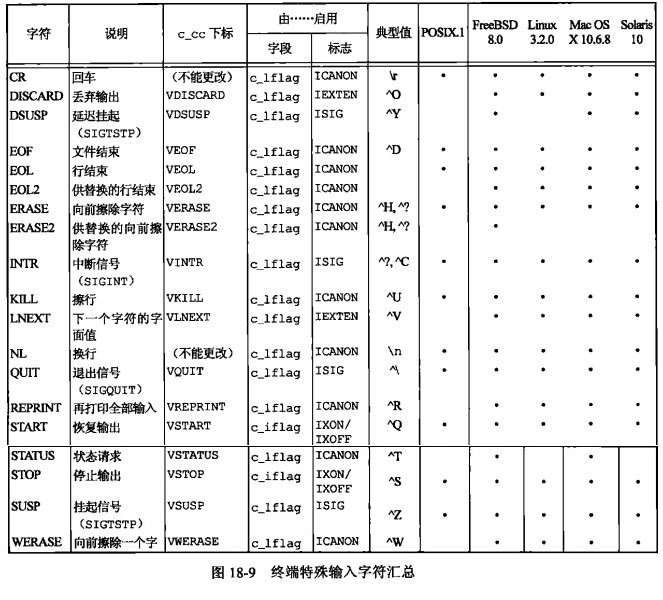 字符 说明 c_cc 下标 由……启用 典型值 POSIX.1 FreeBSD 8.0 Linux 3.2.0 Mac OS X 10.6.8 Solaris 10
字段 标志
CR 回车 (不能更改) c_lflag ICANON \r • • • • •
DISCARD 丢弃输出 VDISCARD c_lflag IEXTEN ^O • • • •
DSUSP 延迟挂起 VDSUSP c_lflag ISIG ^Y • • •
(SIGTSTP)
EOF 文件结束 VEOF c_lflag ICANON ^D • • • • •
EOL 行结束 VEOL c_lflag ICANON • • • • •
EOL2 供替换的行结束 VEOL2 c_lflag ICANON • • • •
ERASE 向前擦除字符 VERASE c_lflag ICANON ^H, ^? • • • • •
ERASE2 供替换的向前擦 VERASE2 c_lflag ICANON ^H, ^? •
除字符
INTR 中断信号 VINTR c_lflag ISIG ^?, ^C • • • • •
(SIGINT)
KILL 擦行 VKILL c_lflag ICANON ^U • • • • •
LNEXT 下一个字符的字 VLNEXT c_lflag IEXTEN ^V • • • •
面值
NL 换行 (不能更改) c_lflag ICANON \n • • • • •
QUIT 退出信号 VQUIT c_lflag ISIG ^\ • • • • •
(SIGQUIT)
REPRINT 再打印全部输入 VREPRINT c_lflag ICANON ^R • • • •
START 恢复输出 VSTART c_iflag IXON/ ^Q • • • • •
IXOFF
STATUS 状态请求 VSTATUS c_lflag ICANON ^T • •
STOP 停止输出 VSTOP c_iflag IXON/ ^S • • • • •
IXOFF
SUSP 挂起信号 VSUSP c_lflag ISIG ^Z • • • • •
(SIGTSTP)
WERASE 向前擦除一个字 VWERASE c_lflag ICANON ^W • • • •
图 18-9 终端特殊输入字符汇总